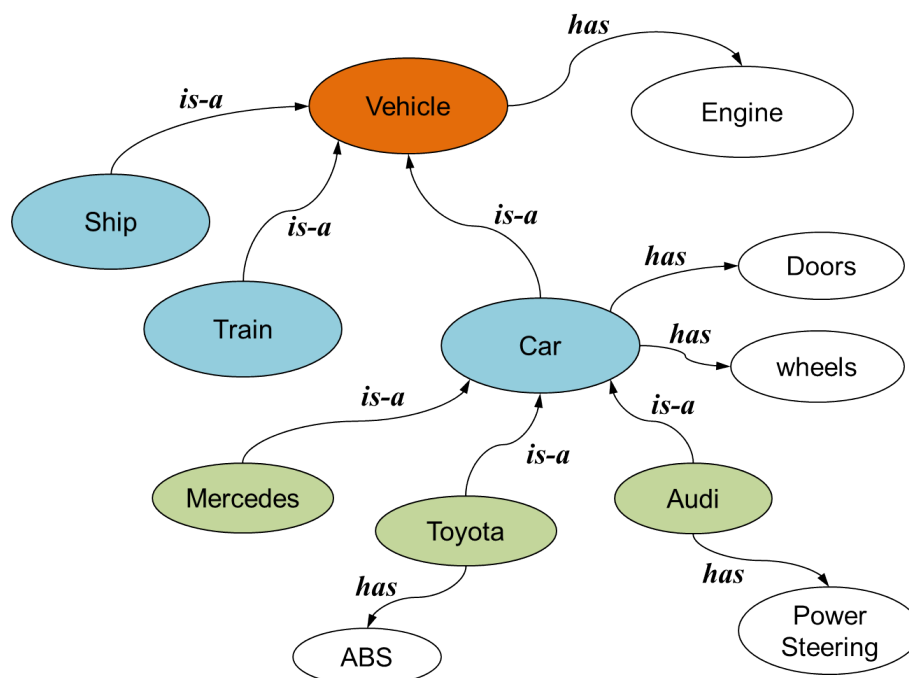 has
Vehicle
Engine
is-a
Ship
is-a
is-a
has
Doors
Train
Car
has
wheels
is-a
is-a
is-a
Mercedes
Toyota
Audi
has
has
Power
Steering
ABS